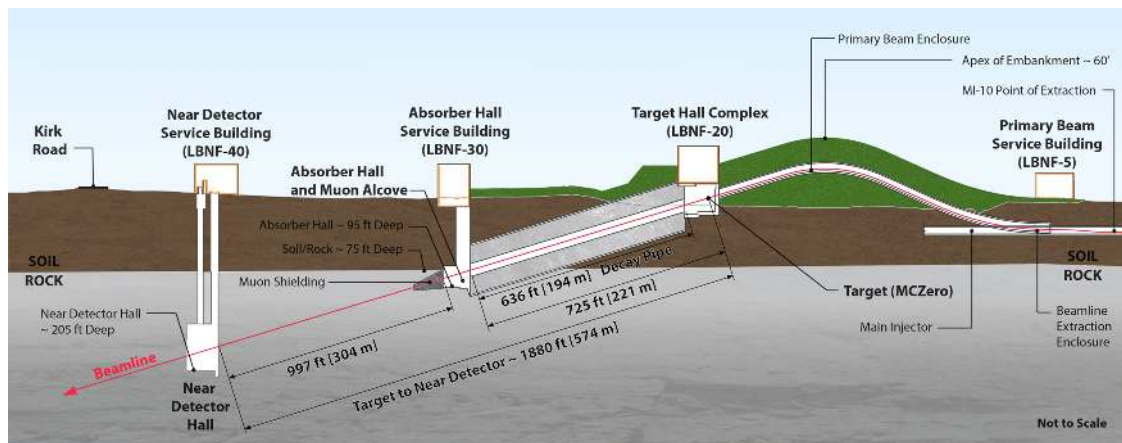 Primary Beam Enclosure
Apex of Embankment ~ 60'
MI-10 Point of Extraction
Kirk
Road
Near Detector
Service Building
(LBNF-40)
Absorber Hall
Service Building
(LBNF-30)
Target Hall Complex
(LBNF-20)
Primary Beam
Service Building
(LBNF-5)
Absorber Hall
and Muon Alcove
Absorber Hall ~ 95 ft Deep
Soil/Rock ~ 75 ft Deep
SOIL
ROCK
Muon Shielding
Near Detector Hall
~ 205 ft Deep
Beamline
Near
Detector
Hall
636 ft [194 m] Decay Pipe
725 ft [221 m]
997 ft [304 m]
Target to Near Detector ~ 1880 ft [574 m]
Target (MCZero)
Main Injector
Beamline
Extraction
Enclosure
SOIL
ROCK
Not to Scale